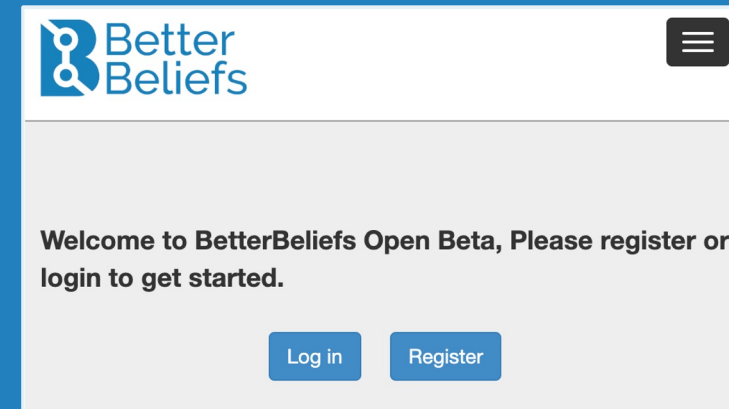 Better
Beliefs
Welcome to BetterBeliefs Open Beta, Please register or
login to get started.
Log in
Register